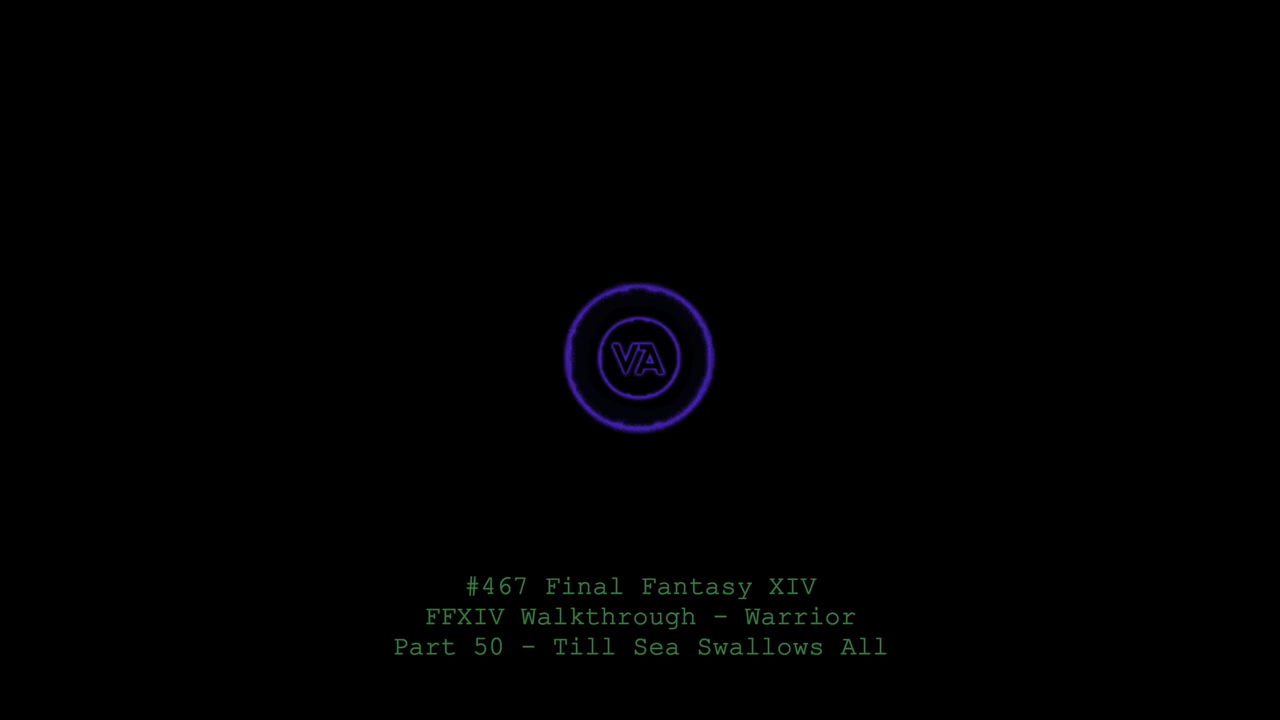 VA
#467 Final Fantasy XIV
FFXIV Walkthrough - Warrior
Part 50 - Till Sea Swallows All